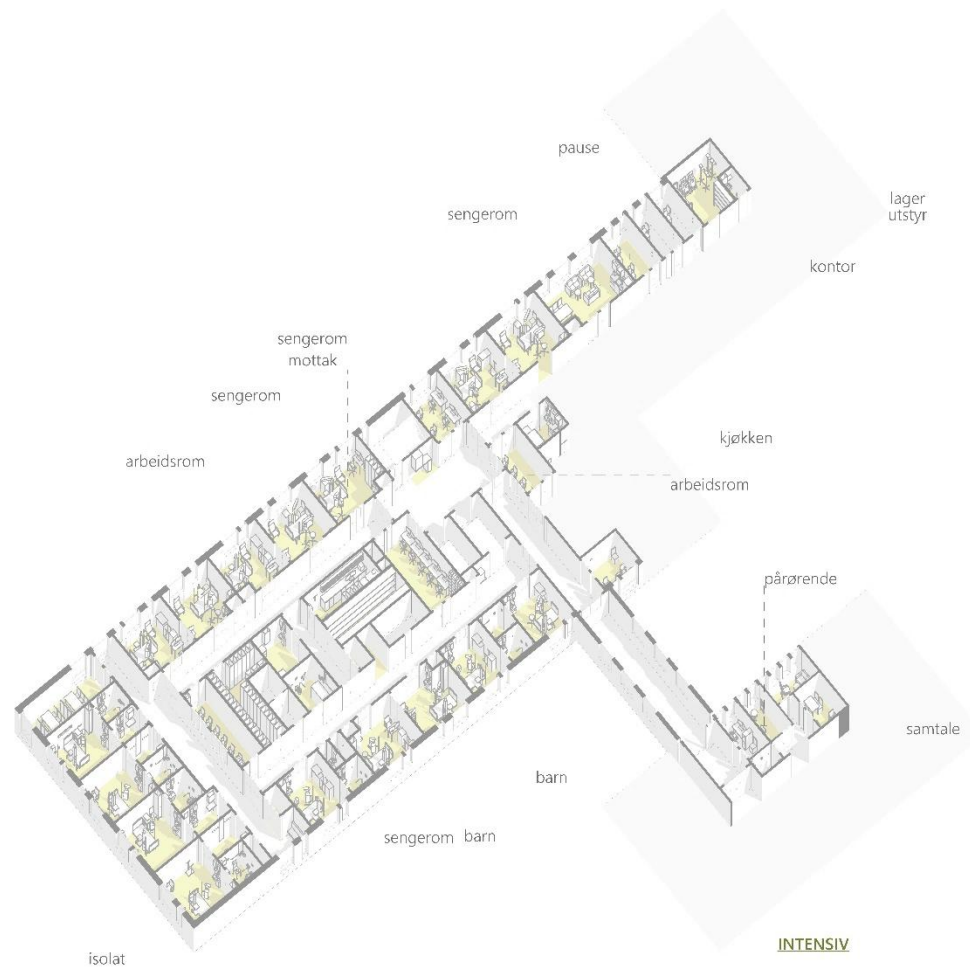 pause
lager
utstyr
sengerom
kontor
sengerom
mottak
sengerom
kjøkken
arbeidsrom
arbeidsrom
pårørende
samtale
barn
sengerom barn
INTENSIV
isolat